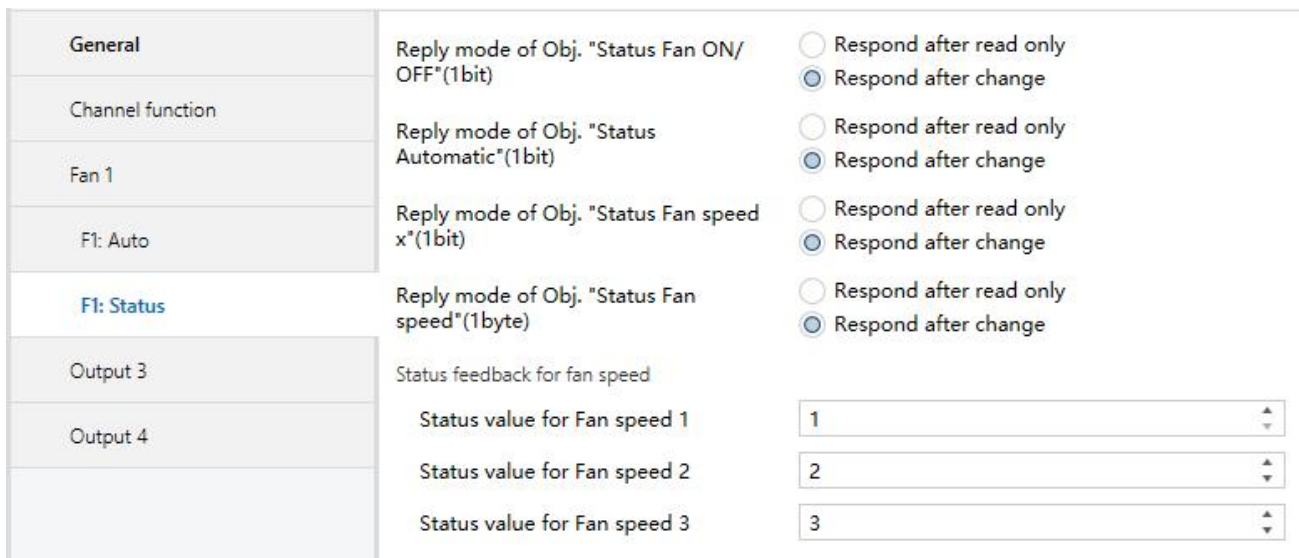 General
Channel function
Fan 1
F1: Auto
F1: Status
Output 3
Output 4
Reply mode of Obj. "Status Fan ON/
OFF"(1bit)
Respond after read only
Respond after change
Reply mode of Obj. "Status
Automatic"(1bit)
Respond after read only
Respond after change
Reply mode of Obj. "Status Fan speed
x"(1bit)
Respond after read only
Respond after change
Reply mode of Obj. "Status Fan
speed"(1byte)
Respond after read only
Respond after change
Status feedback for fan speed
Status value for Fan speed 1
1
Status value for Fan speed 2
2
Status value for Fan speed 3
3